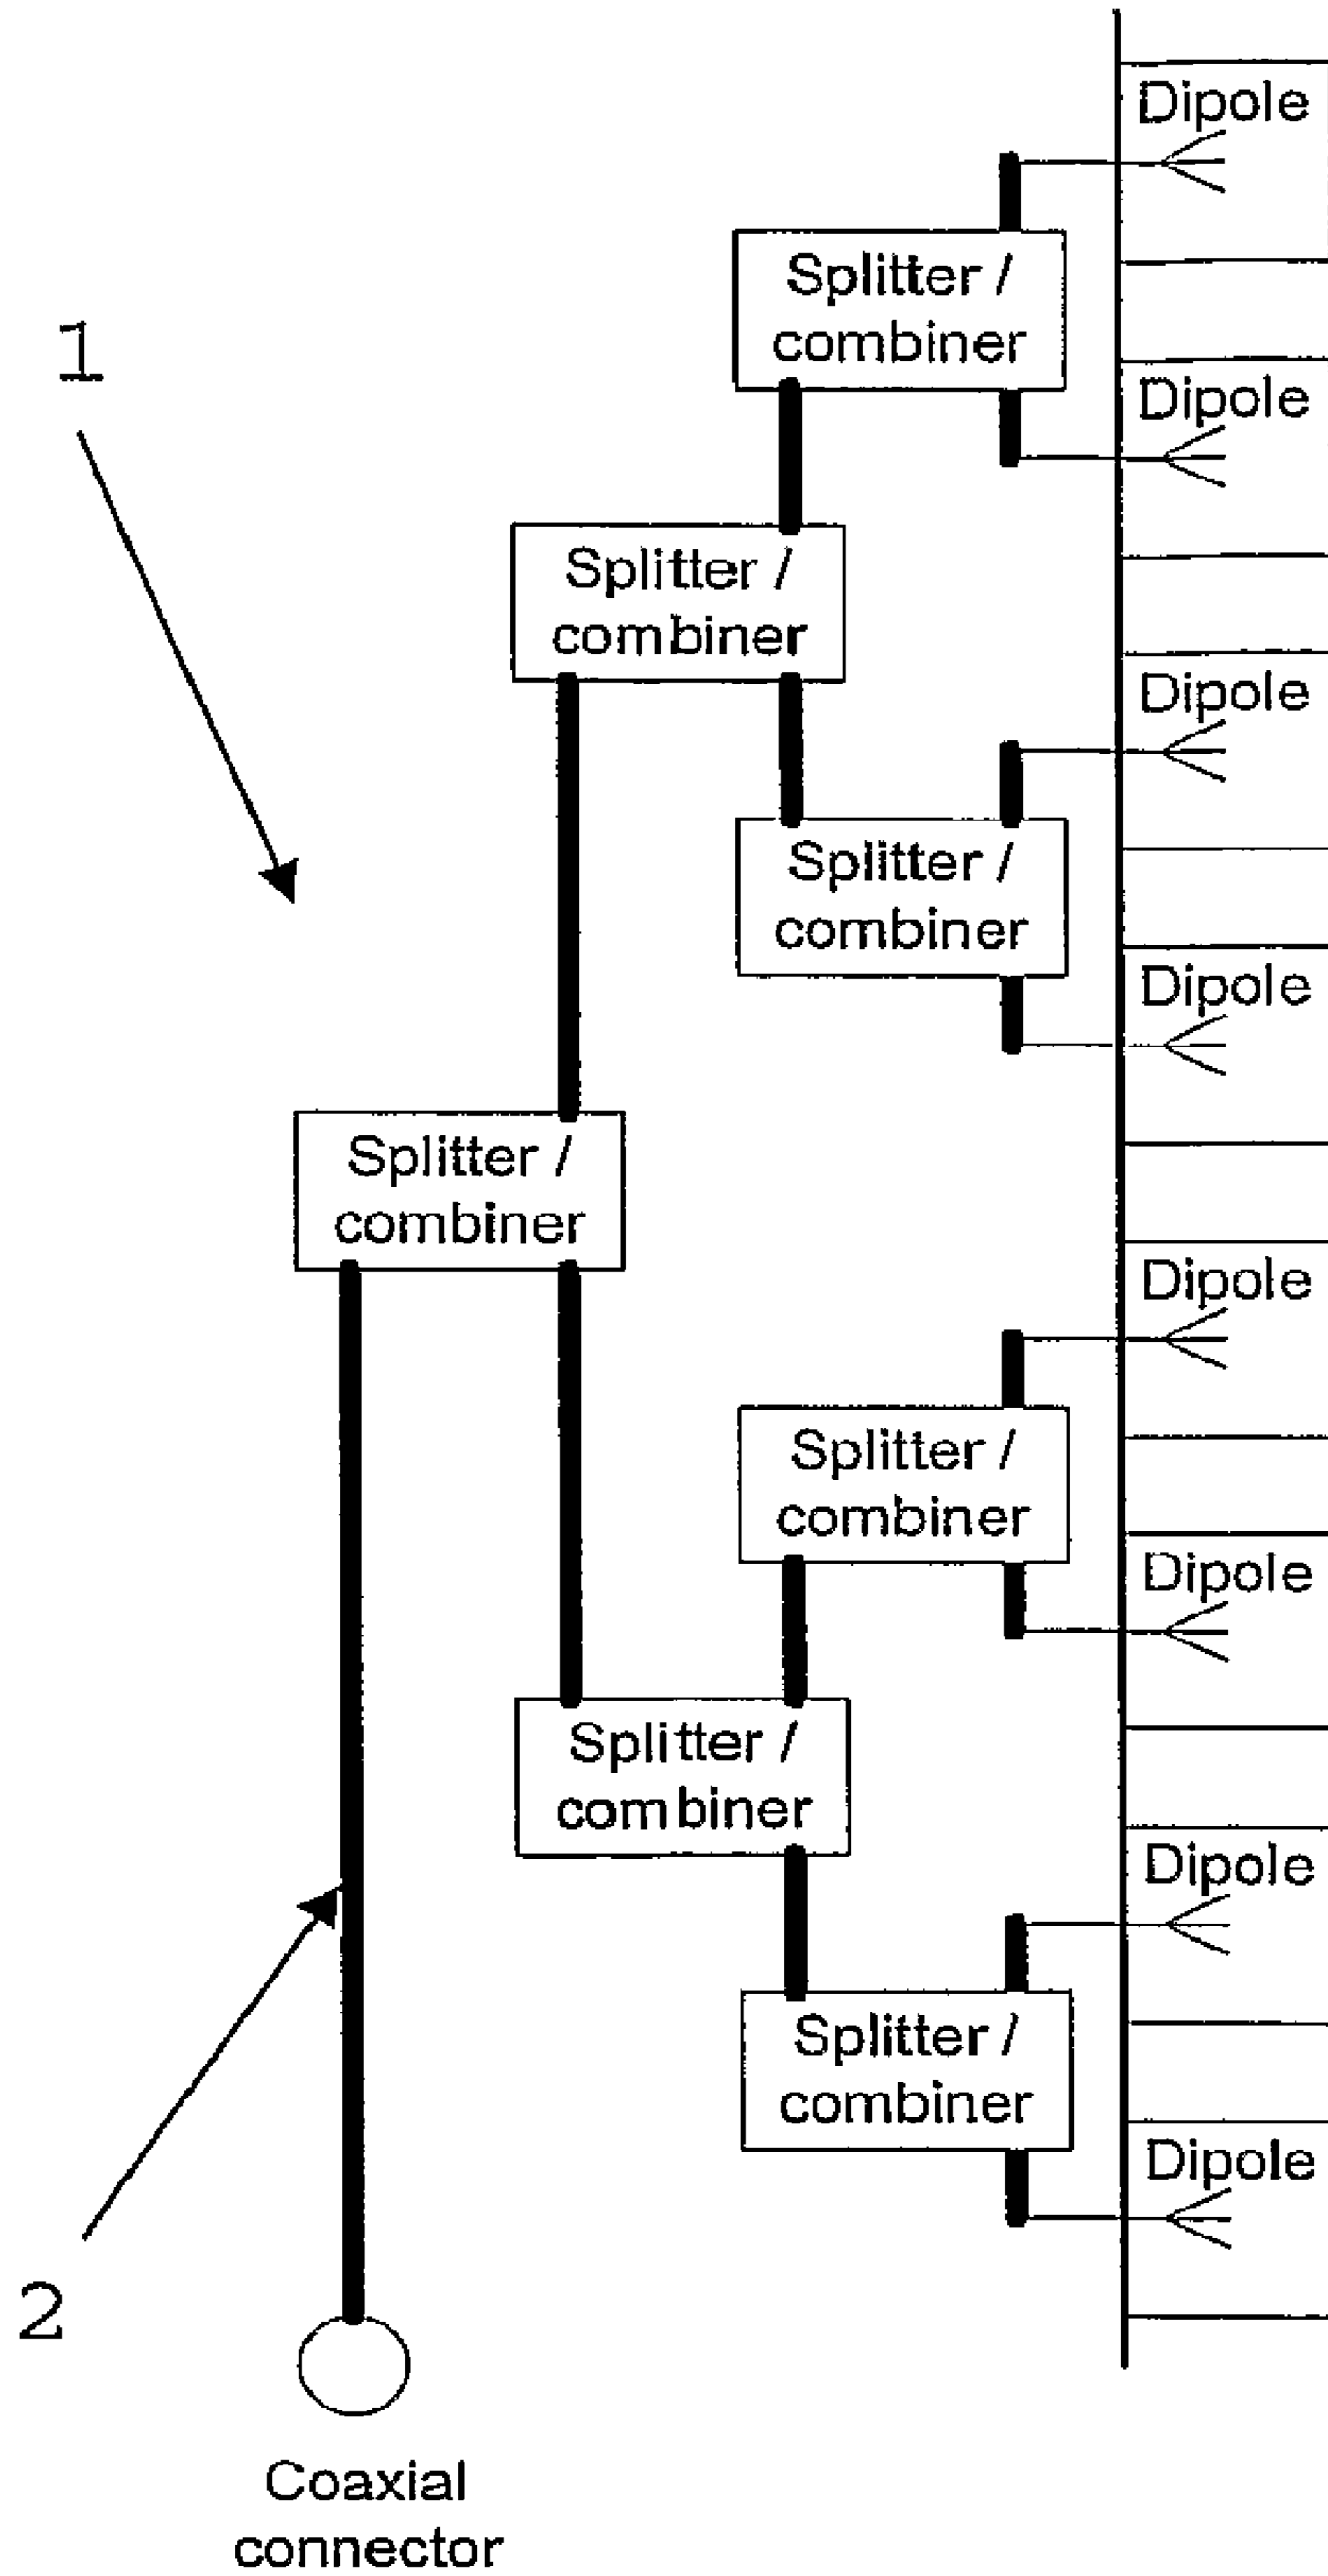 Dipole
Splitter /
combiner
1
Dipole
Splitter /
combiner
Dipole
Splitter /
combiner
Dipole
Splitter /
combiner
Dipole
Splitter /
combiner
Dipole
Splitter /
combiner
Dipole
Splitter /
combiner
Dipole
2
Coaxial
connector